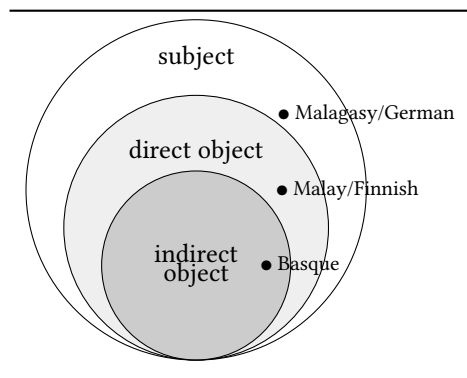 subject
Malagasy/German
direct object
Malay/Finnish
indirect
object
Basque